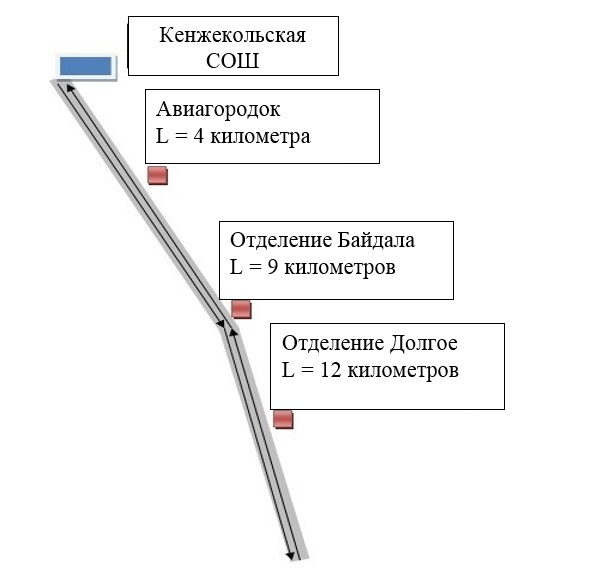 Кенжекольская
СОШ
Авиагородок
L = 4 километра
Отделение Байдала
L = 9 километров
Отделение Долгое
L = 12 километров